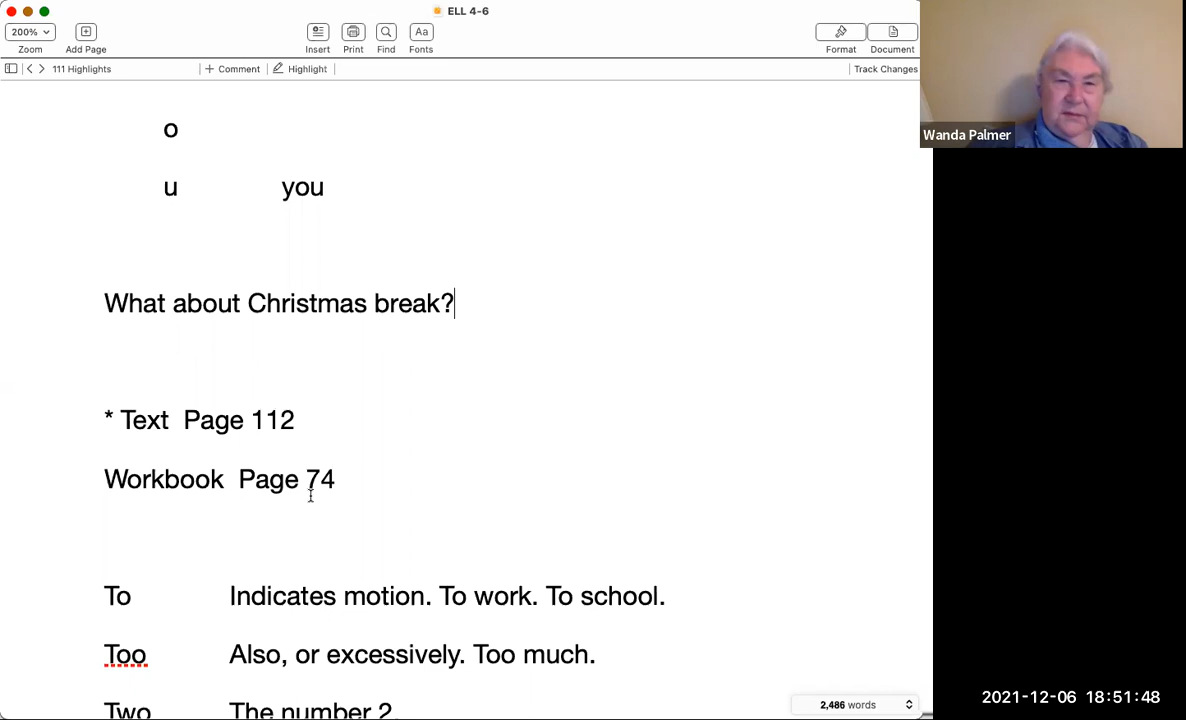 ELL 4-6
200%
Zoom
Add Page
Insert
Print
Find
Fonts
Format
Document
111 Highlights
Comment
Highlight
Track Changes
o
u you
What about Christmas break?
* Text Page 112
Workbook Page 74
To Indicates motion. To work. To school.
Too Also, or excessively. Too much.
Two The number 2.
2,486 words
Wanda Palmer
2021-12-06 18:51:48